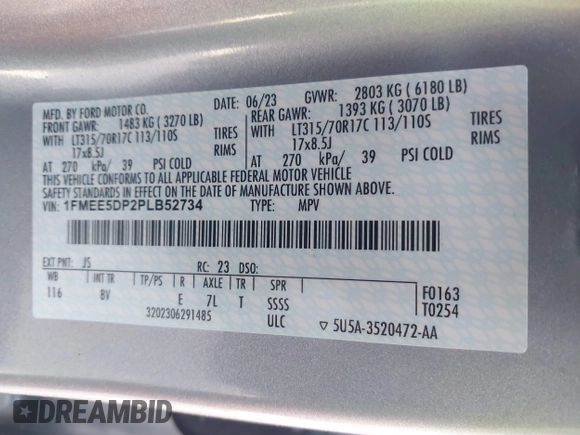 MFD. BY FORD MOTOR CO.
DATE: 06/23 GVWR: 2803 KG ( 6180 LB)
FRONT GAWR: 1483 KG ( 3270 LB) REAR GAWR: 1393 KG ( 3070 LB)
WITH LT315/70R17C 113/110S TIRES WITH LT315/70R17C 113/110S TIRES
17x8.5J RIMS 17x8.5J RIMS
AT 270 kPa/ 39 PSI COLD AT 270 kPa/ 39 PSI COLD
THIS VEHICLE CONFORMS TO ALL APPLICABLE FEDERAL MOTOR VEHICLE
SAFETY STANDARDS IN EFFECT ON THE DATE OF MANUFACTURE SHOWN ABOVE.
VIN: 1FMEE5DP2PLB52734 TYPE: MPV
EXT PNT: JS RC: 23 DSO:
WB INT TR TP/PS R AXLE TR SPR
116 BV E 7L T SSSS
F0163
T0254
3202306291485 ULC
▽ 5U5A-3520472-AA
DREAMBID